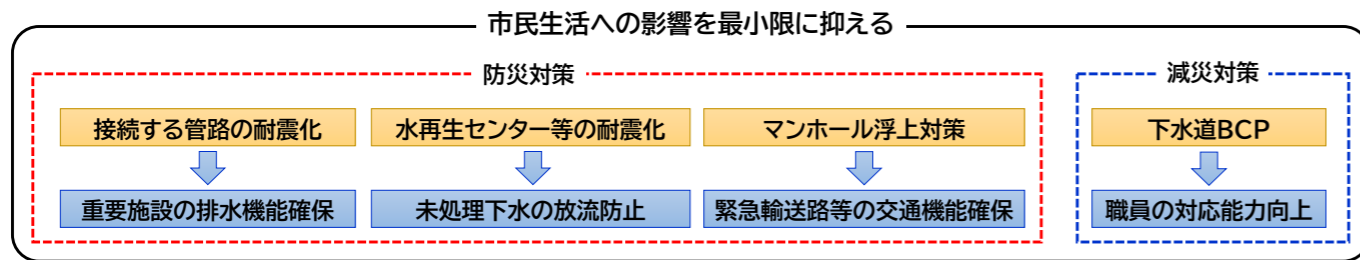 市民生活への影響を最小限に抑える
防災対策
減災対策
接続する管路の耐震化
水再生センター等の耐震化
マンホール浮上対策
下水道BCP
重要施設の排水機能確保
未処理下水の放流防止
緊急輸送路等の交通機能確保
職員の対応能力向上